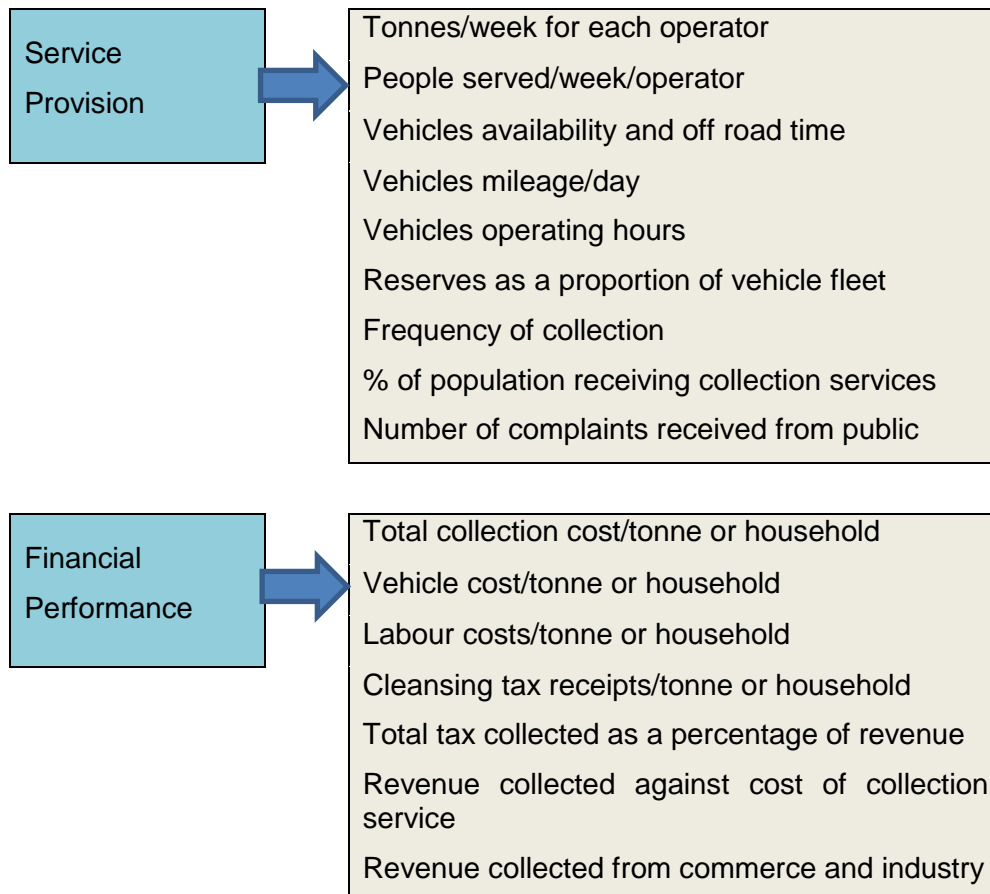 Service
Provision
Tonnes/week for each operator
People served/week/operator
Vehicles availability and off road time
Vehicles mileage/day
Vehicles operating hours
Reserves as a proportion of vehicle fleet
Frequency of collection
% of population receiving collection services
Number of complaints received from public
Financial
Performance
Total collection cost/tonne or household
Vehicle cost/tonne or household
Labour costs/tonne or household
Cleansing tax receipts/tonne or household
Total tax collected as a percentage of revenue
Revenue collected against cost of collection
service
Revenue collected from commerce and industry